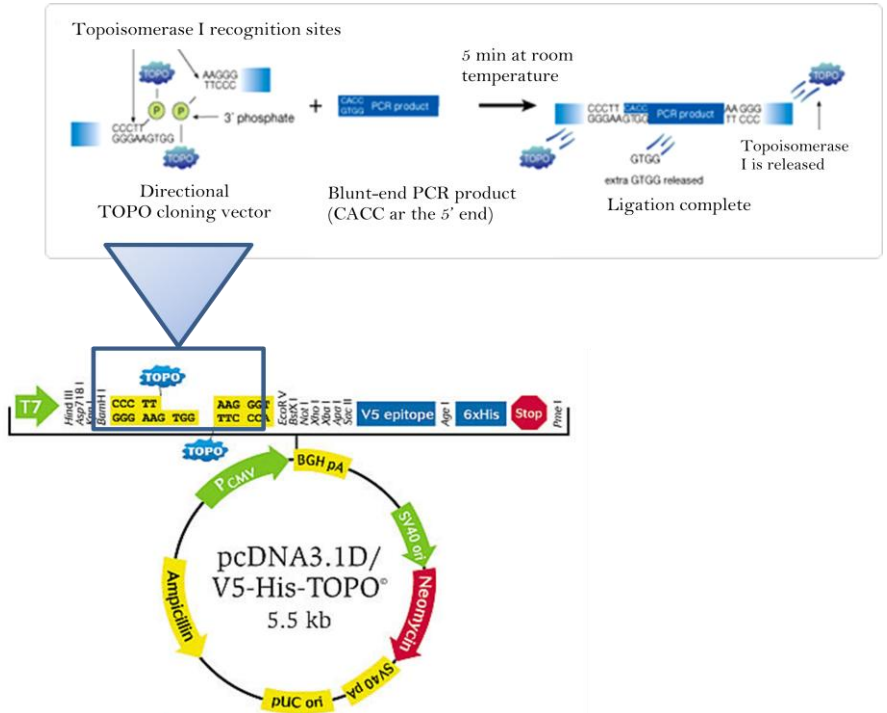 Topoisomerase I recognition sites
TOPO
AAGGG
TTCCC
P P
3' phosphate
CCCTT
GGGAAGTGG
TOPO
Directional
TOPO cloning vector
+
CACC
GTGG
PCR product
Blunt-end PCR product
(CACC ar the 5' end)
5 min at room
temperature
TOPO
CCCTT CACC PCR product AA GGG
GGGAAGTGG TT CCC
TOPO
GTGG
extra GTGG released
Topoisomerase
I is released
Ligation complete
T7
Hind III
Asp718 I
Kpn I
BamH I
TOPO
CCC TT
GGG AAG TGG
AAG GGT
TTC CCA
TOPO
EcoR V
BstX I
Not I
Xho I
Xba I
Apa I
Sac II
V5 epitope
Age I
6xHis
Stop
Pme I
PCMV
BGH pA
SV40 ori
Neomycin
SV40 pA
pUC ori
Ampicillin
pcDNA3.1D/
V5-His-TOPO©
5.5 kb